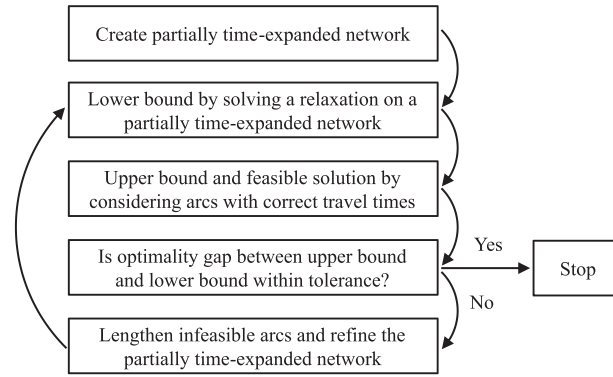 Create partially time-expanded network
Lower bound by solving a relaxation on a
partially time-expanded network
Upper bound and feasible solution by
considering arcs with correct travel times
Is optimality gap between upper bound
and lower bound within tolerance?
Yes
Stop
No
Lengthen infeasible arcs and refine the
partially time-expanded network